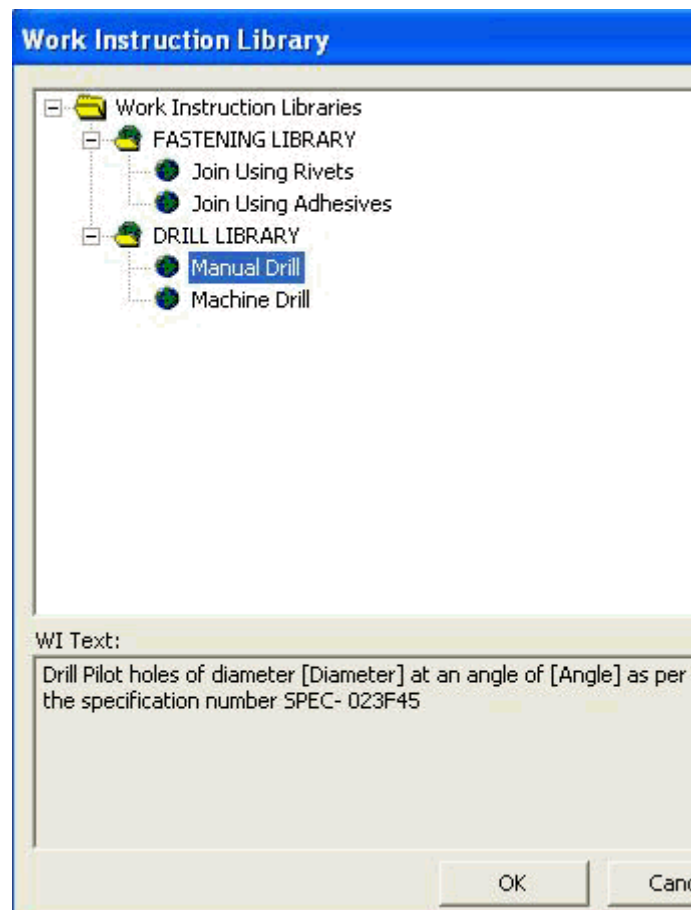 Work Instruction Library
Work Instruction Libraries
FASTENING LIBRARY
Join Using Rivets
Join Using Adhesives
DRILL LIBRARY
Manual Drill
Machine Drill
WI Text:
Drill Pilot holes of diameter [Diameter] at an angle of [Angle] as per
the specification number SPEC- 023F45
OK